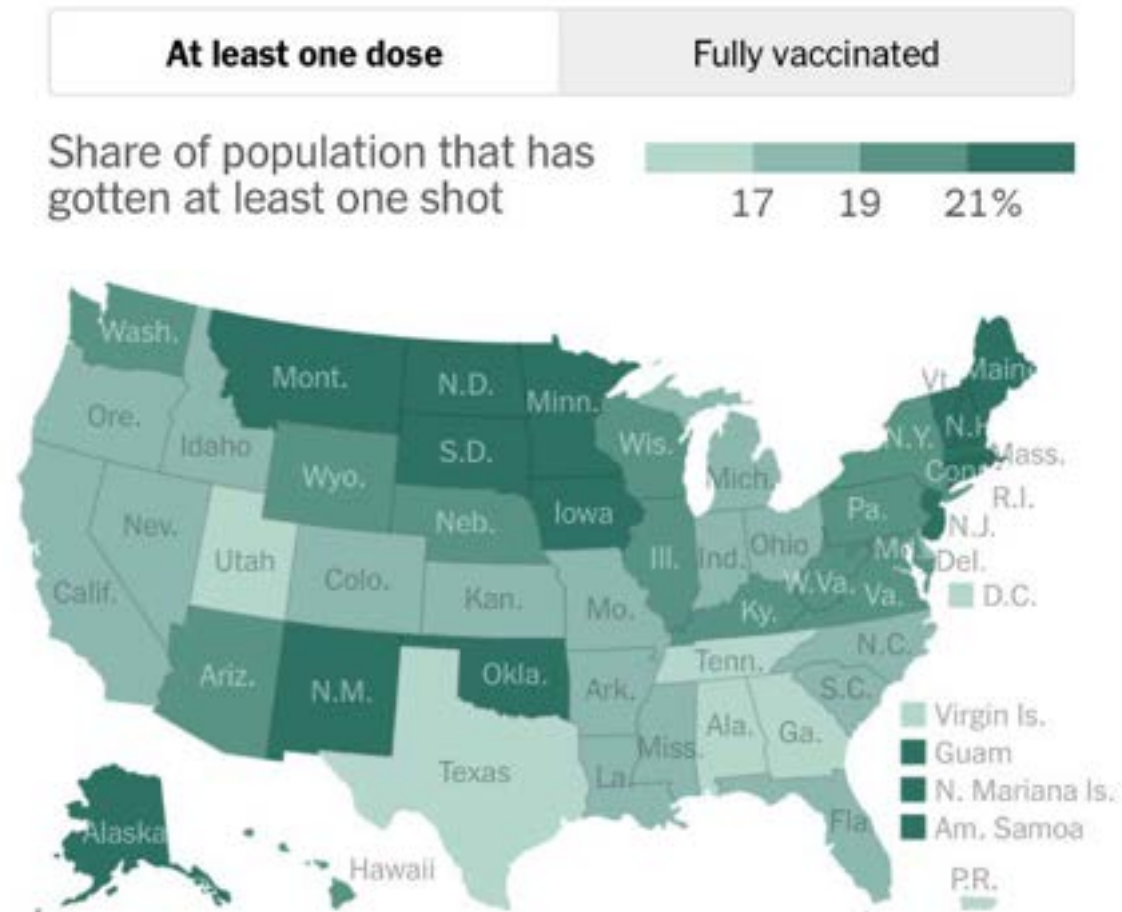 At least one dose
Fully vaccinated
Share of population that has
gotten at least one shot
17 19 21%
Wash.
Mont.
N.D.
Minn.
Vt.
Maine
Ore.
Idaho
S.D.
Wis.
Mich.
N.Y.
N.H
Mass.
Wyo.
Conn.
R.I.
Nev.
Neb.
Iowa
Pa.
N.J.
Utah
Colo.
Ill.
Ind.
Ohio
Md.
Del.
Calif.
Kan.
Mo.
W.Va.
Va.
D.C.
Ky.
Ariz.
N.M.
Okla.
Ark.
Tenn.
N.C.
S.C.
Texas
La.
Miss.
Ala.
Ga.
Virgin Is.
Guam
N. Mariana Is.
Am. Samoa
Alaska
Hawaii
Fla
P.R.